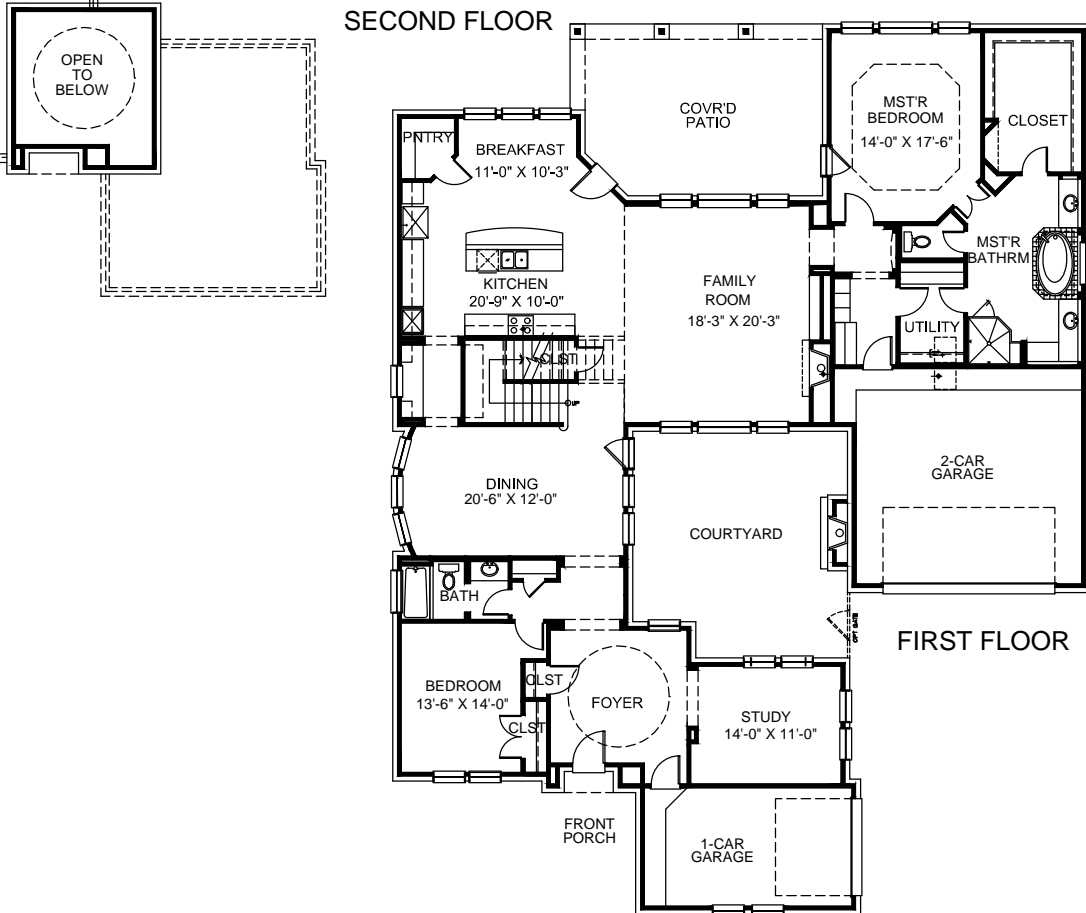 SECOND FLOOR
OPEN
TO
BELOW
COVR'D
PATIO
MST'R
BEDROOM
14'-0" X 17'-6"
CLOSET
PNTRY
BREAKFAST
11'-0" X 10'-3"
MST'R
BATHRM
KITCHEN
20'-9" X 10'-0"
FAMILY
ROOM
18'-3" X 20'-3"
UTILITY
CLST
UP
DINING
20'-6" X 12'-0"
2-CAR
GARAGE
COURTYARD
BATH
OPT GATE
FIRST FLOOR
BEDROOM
13'-6" X 14'-0"
CLST
CLST
FOYER
STUDY
14'-0" X 11'-0"
FRONT
PORCH
1-CAR
GARAGE